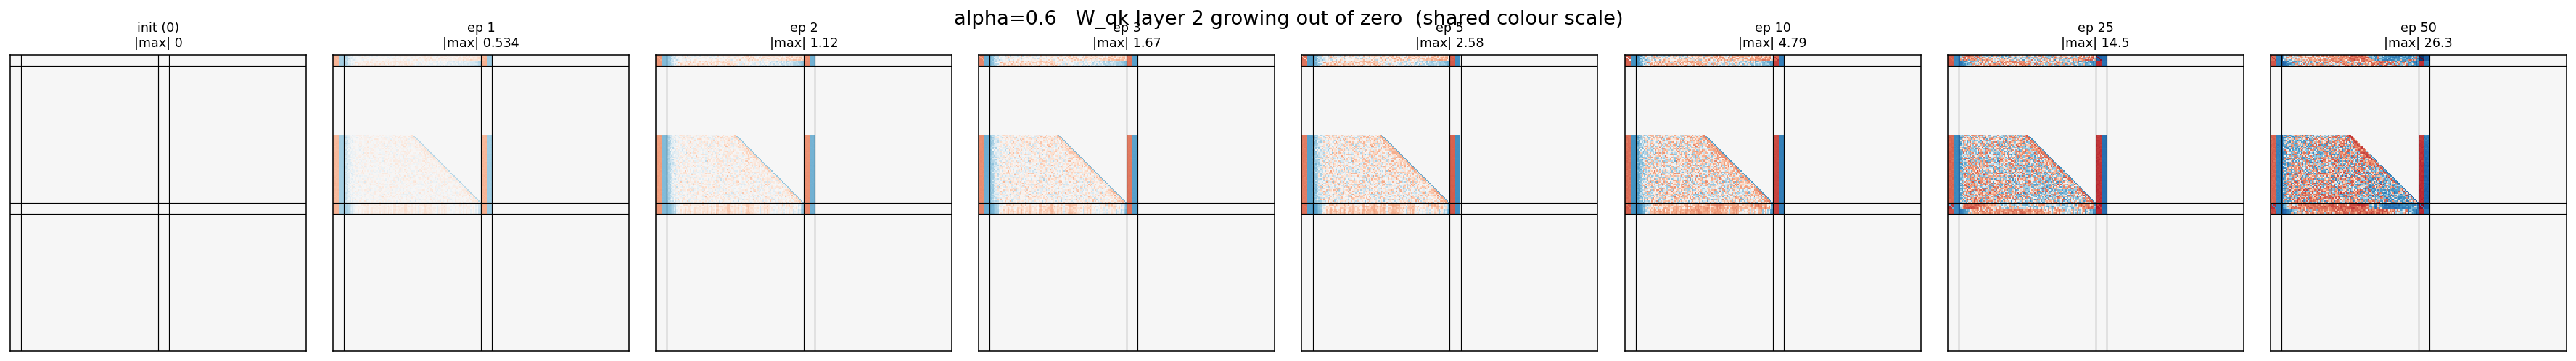 alpha=0.6   W_qk layer 2 growing out of zero  (shared colour scale)
init (0)
|max| 0
ep 1
|max| 0.534
ep 2
|max| 1.12
ep 3
|max| 1.67
ep 5
|max| 2.58
ep 10
|max| 4.79
ep 25
|max| 14.5
ep 50
|max| 26.3